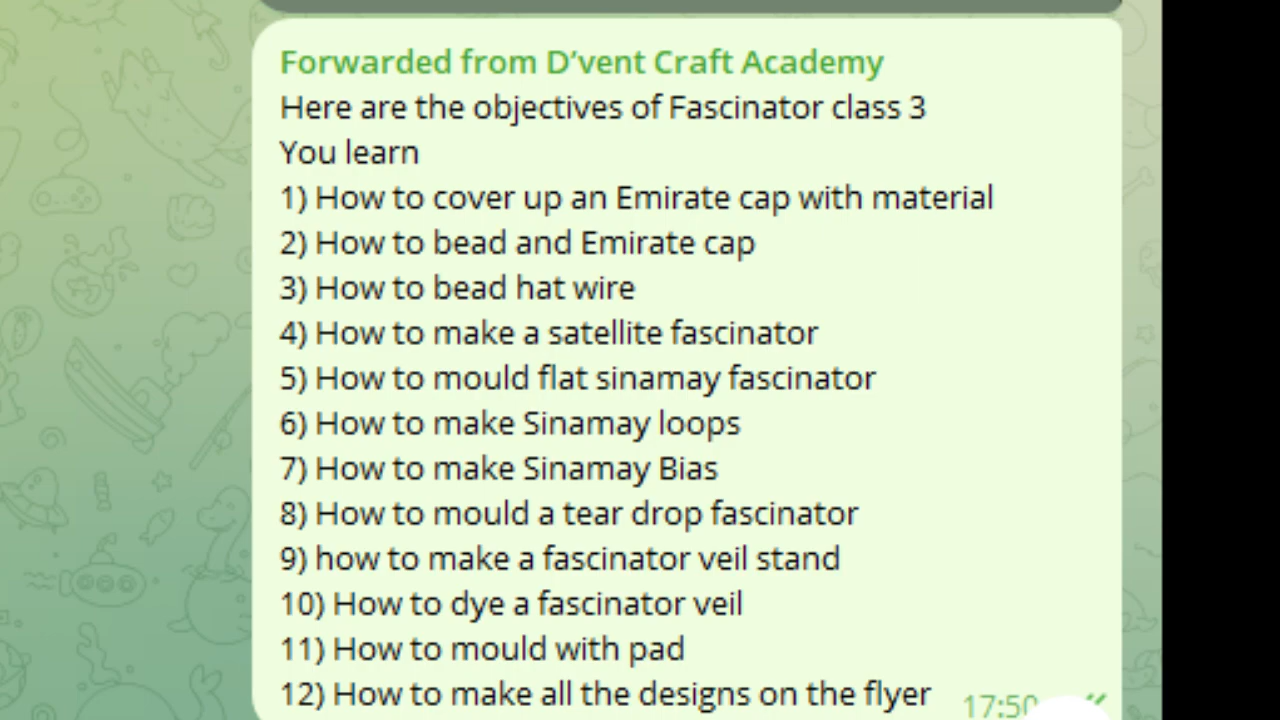 Forwarded from D’vent Craft Academy
Here are the objectives of Fascinator class 3
You learn
1) How to cover up an Emirate cap with material
2) How to bead and Emirate cap
3) How to bead hat wire
4) How to make a satellite fascinator
5) How to mould flat sinamay fascinator
6) How to make Sinamay loops
7) How to make Sinamay Bias
8) How to mould a tear drop fascinator
9) how to make a fascinator veil stand
10) How to dye a fascinator veil
11) How to mould with pad
12) How to make all the designs on the flyer
17:50